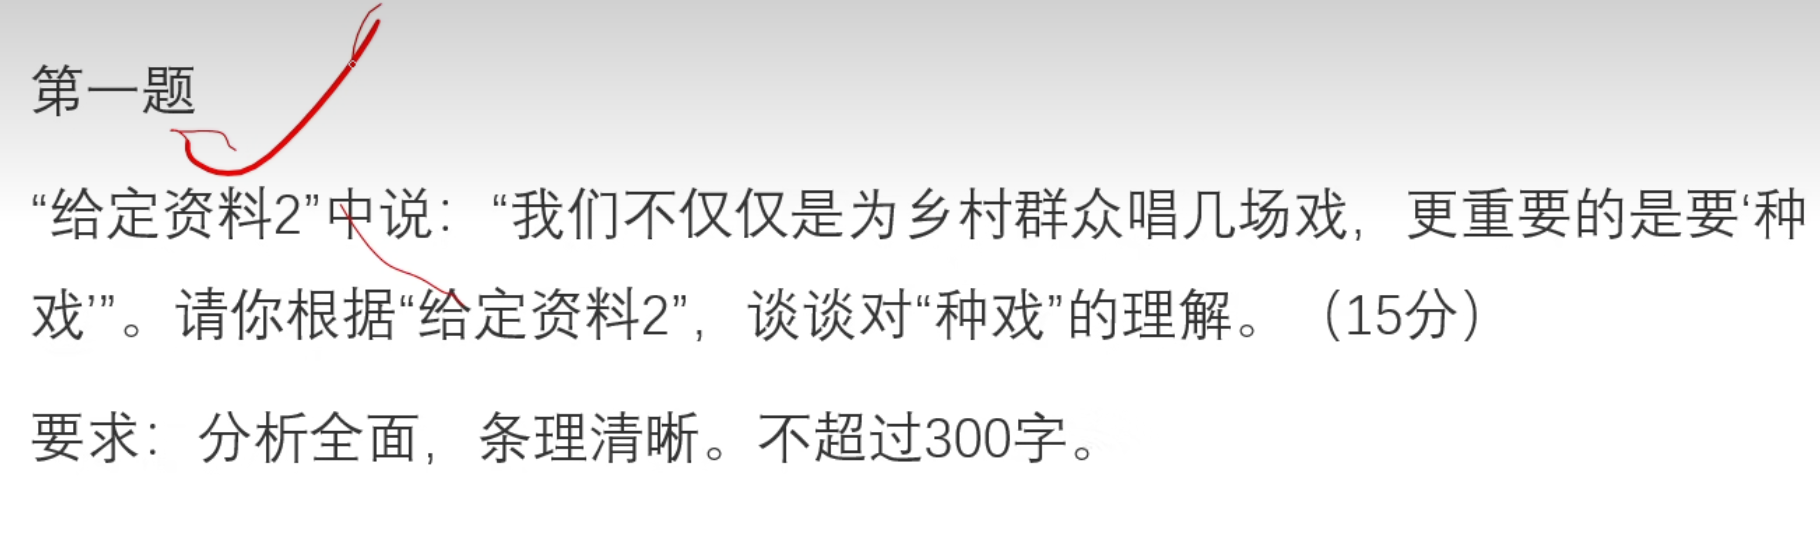 第一题
“给定资料2”中说：“我们不仅仅是为乡村群众唱几场戏，更重要的是要‘种
戏’”。请你根据“给定资料2”，谈谈对“种戏”的理解。（15分）
要求：分析全面，条理清晰。不超过300字。